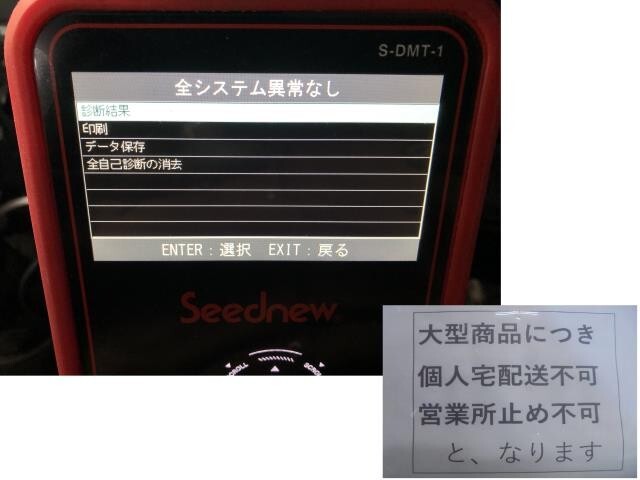 S-DMT-1
全システム異常なし
診断結果
印刷
データ保存
全自己診断の消去
ENTER：選択 EXIT：戻る
Seednew
SCROLL
SCROLL
大型商品につき
個人宅配送不可
営業所止め不可
と、なります